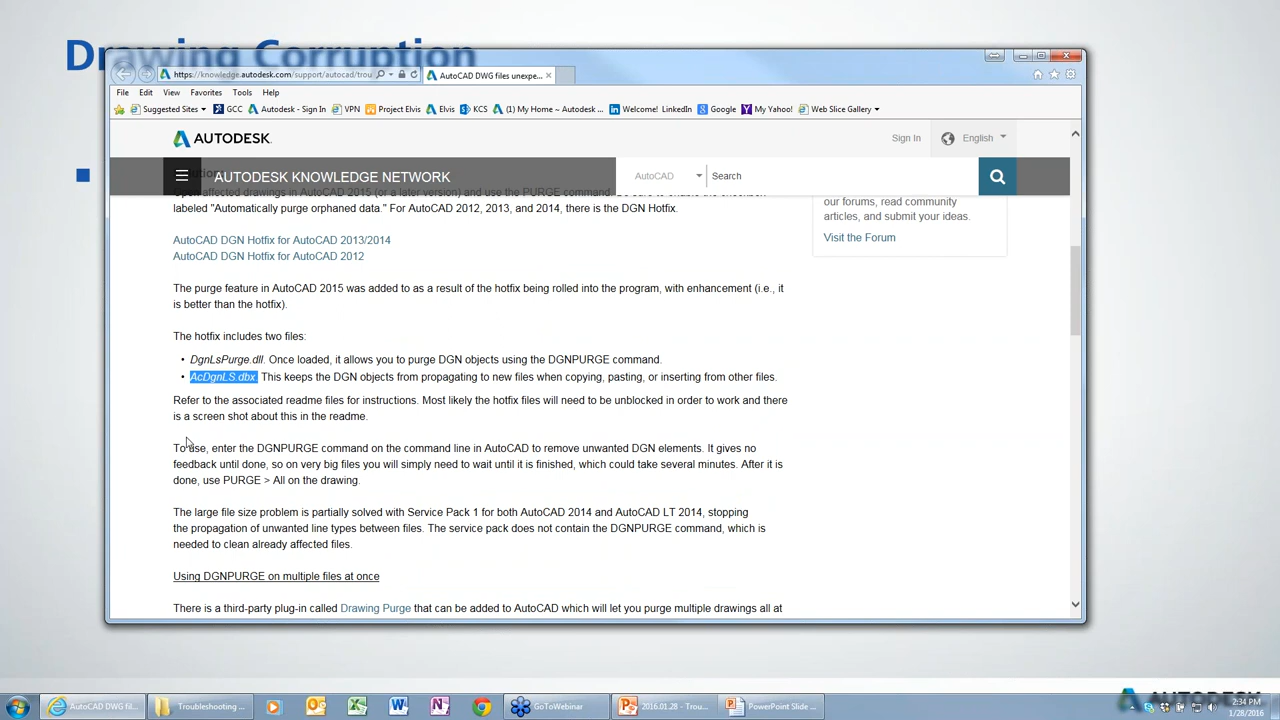 Drawing Corruption
https://knowledge.autodesk.com/support/autocad/trou
AutoCAD DWG files unexpe...
File Edit View Favorites Tools Help
Suggested Sites GCC Autodesk - Sign In VPN Project Elvis Elvis KCS (1) My Home ~ Autodesk ... Welcome! LinkedIn Google My Yahoo! Web Slice Gallery
AUTODESK.
Sign In English
AUTODESK KNOWLEDGE NETWORK
AutoCAD Search
labeled "Automatically purge orphaned data." For AutoCAD 2012, 2013, and 2014, there is the DGN Hotfix.
our forums, read community
articles, and submit your ideas.
Visit the Forum
AutoCAD DGN Hotfix for AutoCAD 2013/2014
AutoCAD DGN Hotfix for AutoCAD 2012
The purge feature in AutoCAD 2015 was added to as a result of the hotfix being rolled into the program, with enhancement (i.e., it
is better than the hotfix).
The hotfix includes two files:
• DgnLsPurge.dll. Once loaded, it allows you to purge DGN objects using the DGNPURGE command.
• AcDgnLS.dbx. This keeps the DGN objects from propagating to new files when copying, pasting, or inserting from other files.
Refer to the associated readme files for instructions. Most likely the hotfix files will need to be unblocked in order to work and there
is a screen shot about this in the readme.
To use, enter the DGNPURGE command on the command line in AutoCAD to remove unwanted DGN elements. It gives no
feedback until done, so on very big files you will simply need to wait until it is finished, which could take several minutes. After it is
done, use PURGE > All on the drawing.
The large file size problem is partially solved with Service Pack 1 for both AutoCAD 2014 and AutoCAD LT 2014, stopping
the propagation of unwanted line types between files. The service pack does not contain the DGNPURGE command, which is
needed to clean already affected files.
Using DGNPURGE on multiple files at once
There is a third-party plug-in called Drawing Purge that can be added to AutoCAD which will let you purge multiple drawings all at
AutoCAD DWG fil... Troubleshooting ... GoToWebinar 2016.01.28 - Trou... PowerPoint Slide ...
2:34 PM
1/28/2016